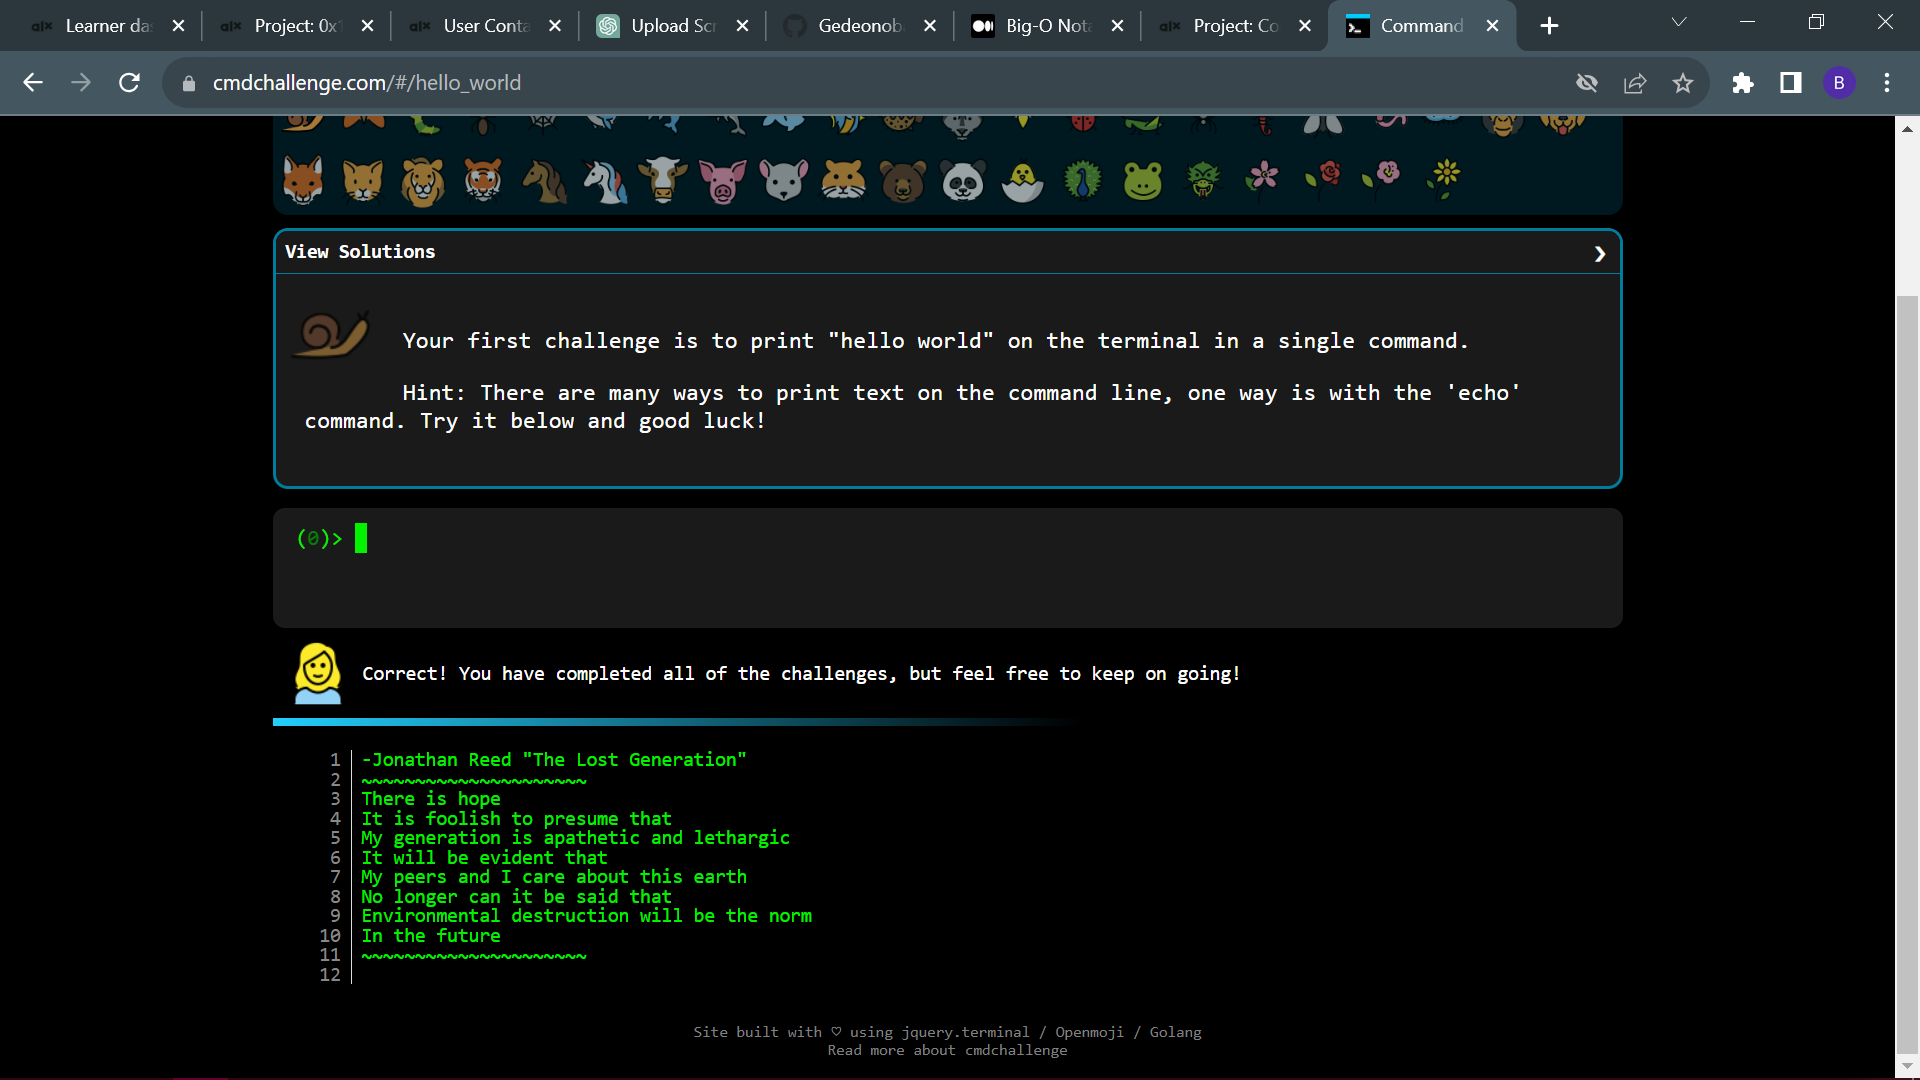 Learner da
Project: 0x1
User Conta
Upload Scr
Gedeonob
Big-O Nota
Project: Co
Command
cmdchallenge.com/#/hello_world
B
View Solutions
Your first challenge is to print "hello world" on the terminal in a single command.
Hint: There are many ways to print text on the command line, one way is with the 'echo'
command. Try it below and good luck!
(0)>
Correct! You have completed all of the challenges, but feel free to keep on going!
1 -Jonathan Reed "The Lost Generation"
2 ~~~~~~~~~~~~~~~~~~~~~
3 There is hope
4 It is foolish to presume that
5 My generation is apathetic and lethargic
6 It will be evident that
7 My peers and I care about this earth
8 No longer can it be said that
9 Environmental destruction will be the norm
10 In the future
11 ~~~~~~~~~~~~~~~~~~~~~
12
Site built with ♡ using jquery.terminal / Openmoji / Golang
Read more about cmdchallenge